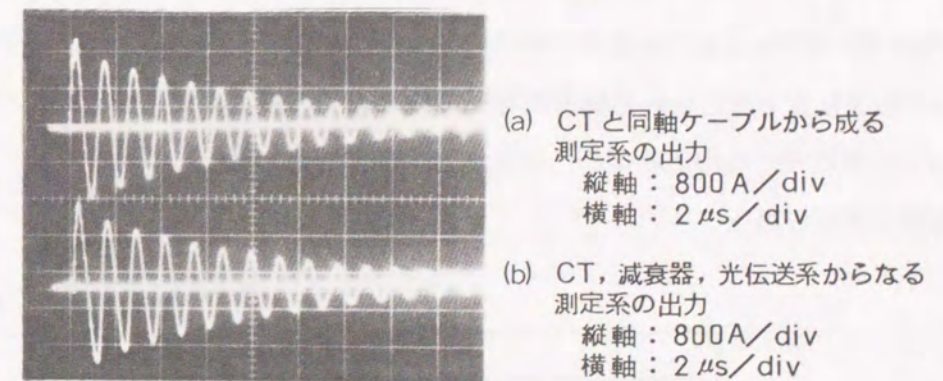 (a) CTと同軸ケーブルから成る
測定系の出力
縦軸：800A／div
横軸：2μs／div
(b) CT，減衰器，光伝送系からなる
測定系の出力
縦軸：800A／div
横軸：2μs／div